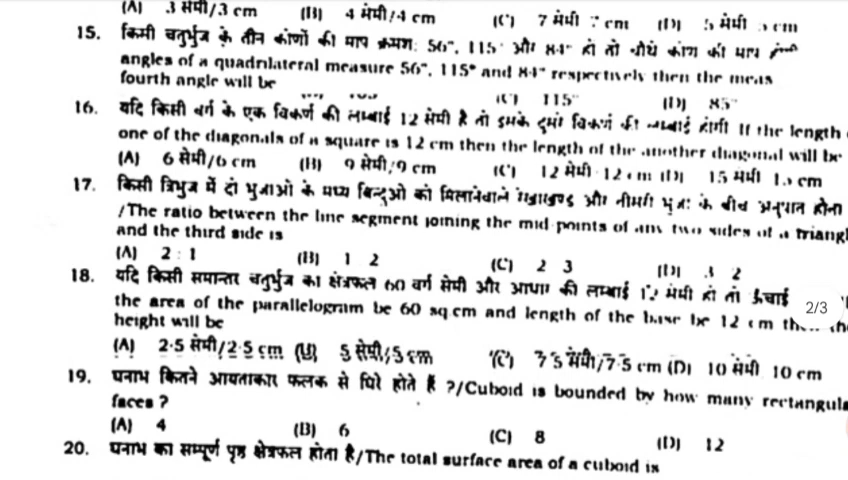 (A) 3 सेमी/3 cm (B) 4 सेमी/4 cm (C) 7 सेमी 7 cm (D) 5 सेमी 5 cm
15. किसी चतुर्भुज के तीन कोणों की माप क्रमशः 56°, 115° और 84° हो तो चौथे कोण की माप
angles of a quadrilateral measure 56°, 115° and 84° respectively then the meas
fourth angle will be
(C) 115° (D) 85°
16. यदि किसी वर्ग के एक विकर्ण की लम्बाई 12 सेमी है तो इसके दूसरे विकर्ण की लम्बाई होगी If the length
one of the diagonals of a square is 12 cm then the length of the another diagonal will be
(A) 6 सेमी/6 cm (B) 9 सेमी/9 cm (C) 12 सेमी 12 cm (D) 15 सेमी 15 cm
17. किसी त्रिभुज में दो भुजाओं के मध्य बिन्दुओं को मिलानेवाले रेखाखण्ड और तीसरी भुजा के बीच अनुपात होता
/The ratio between the line segment joining the mid-points of any two sides of a triangl
and the third side is
(A) 2 : 1 (B) 1 2 (C) 2 3 (D) 3 2
18. यदि किसी समान्तर चतुर्भुज का क्षेत्रफल 60 वर्ग सेमी और आधार की लम्बाई 12 सेमी हो तो ऊँचाई
2/3
the area of the parallelogram be 60 sq.cm and length of the base be 12 cm
height will be
(A) 2·5 सेमी/2·5 cm (B) 5 सेमी/5 cm (C) 7·5 सेमी/7·5 cm (D) 10 सेमी 10 cm
19. घनाभ कितने आयताकार फलक से घिरे होते हैं ?/Cuboid is bounded by how many rectangula
faces ?
(A) 4 (B) 6 (C) 8 (D) 12
20. घनाभ का सम्पूर्ण पृष्ठ क्षेत्रफल होता है/The total surface area of a cuboid is